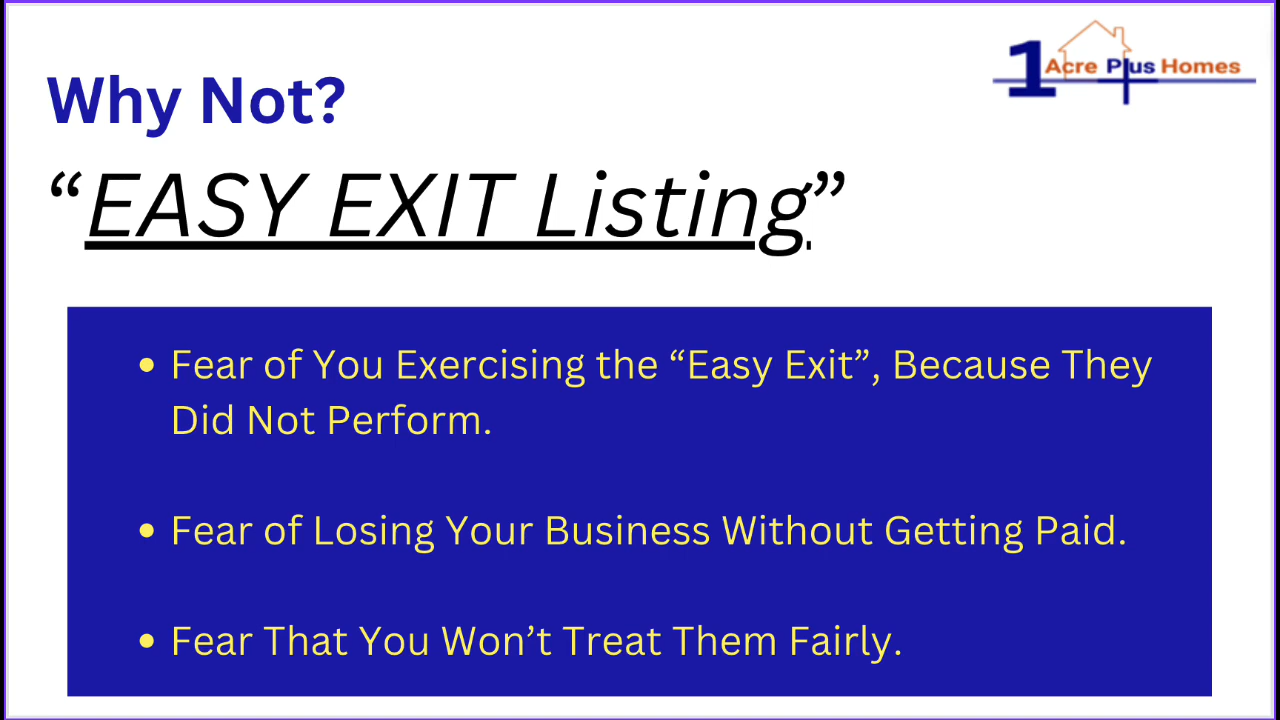 1 Acre Plus Homes
Why Not?
“EASY EXIT Listing”
• Fear of You Exercising the “Easy Exit”, Because They
Did Not Perform.
• Fear of Losing Your Business Without Getting Paid.
• Fear That You Won’t Treat Them Fairly.